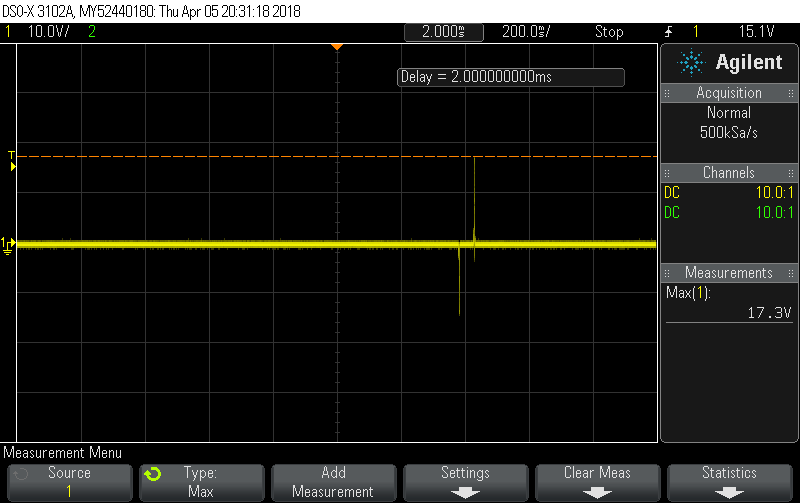 DSO-X 3102A, MY52440180: Thu Apr 05 20:31:18 2018
1 10.0V/ 2 2.000ms 200.0ms/ Stop 1 15.1V
Delay = 2.000000000ms
Agilent
Acquisition
Normal
500kSa/s
Channels
DC 10.0:1
DC 10.0:1
Measurements
Max(1):
17.3V
T
1
Measurement Menu
Source
1
Type:
Max
Add
Measurement
Settings
Clear Meas
Statistics